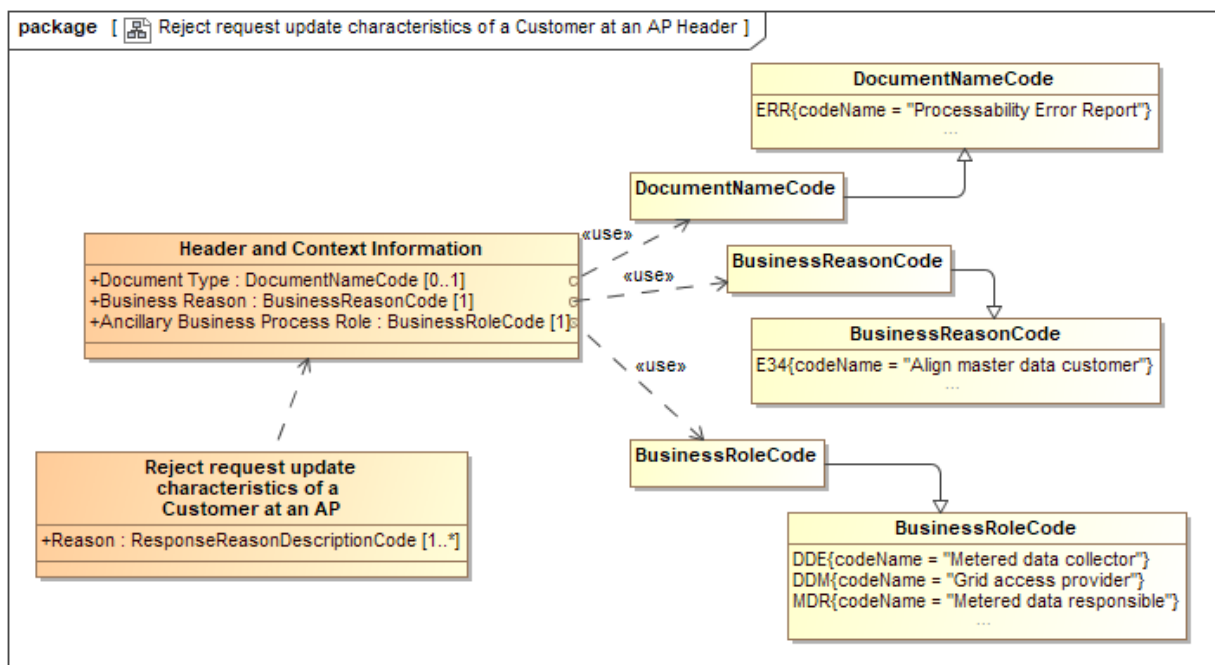 package [ Reject request update characteristics of a Customer at an AP Header ]
DocumentNameCode
ERR{codeName = "Processability Error Report"}
...
DocumentNameCode
«use»
Header and Context Information
+Document Type : DocumentNameCode [0..1]
+Business Reason : BusinessReasonCode [1]
+Ancillary Business Process Role : BusinessRoleCode [1]
«use»
BusinessReasonCode
BusinessReasonCode
E34{codeName = "Align master data customer"}
...
«use»
BusinessRoleCode
Reject request update
characteristics of a
Customer at an AP
+Reason : ResponseReasonDescriptionCode [1..*]
BusinessRoleCode
DDE{codeName = "Metered data collector"}
DDM{codeName = "Grid access provider"}
MDR{codeName = "Metered data responsible"}
...